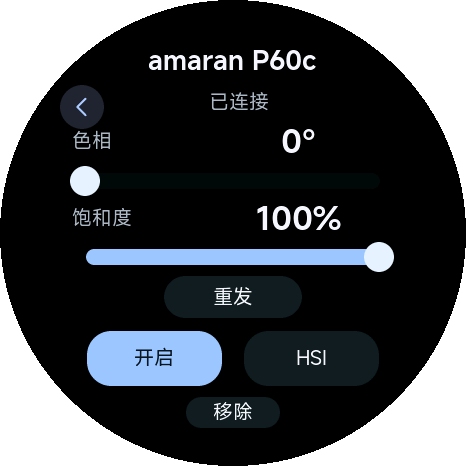 amaran P60c
已连接
色相 0°
饱和度 100%
重发
开启 HSI
移除